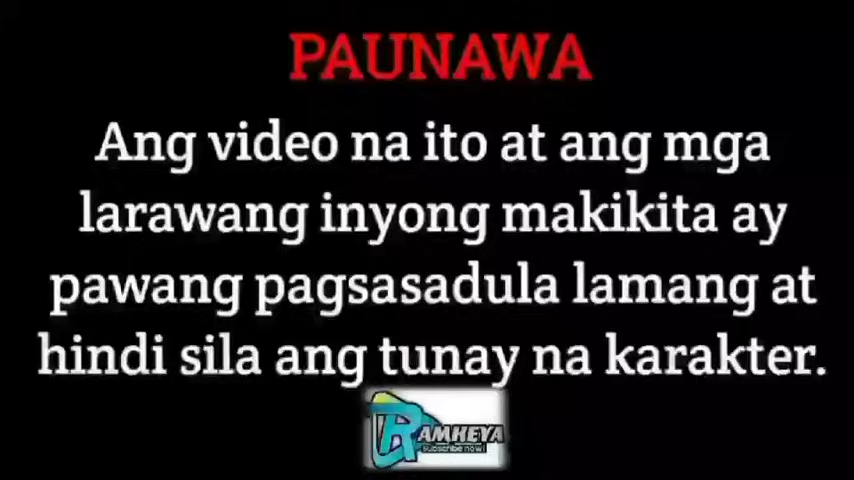 PAUNAWA
Ang video na ito at ang mga
larawang inyong makikita ay
pawang pagsasadula lamang at
hindi sila ang tunay na karakter.
RAMHEYA
subscribe now!